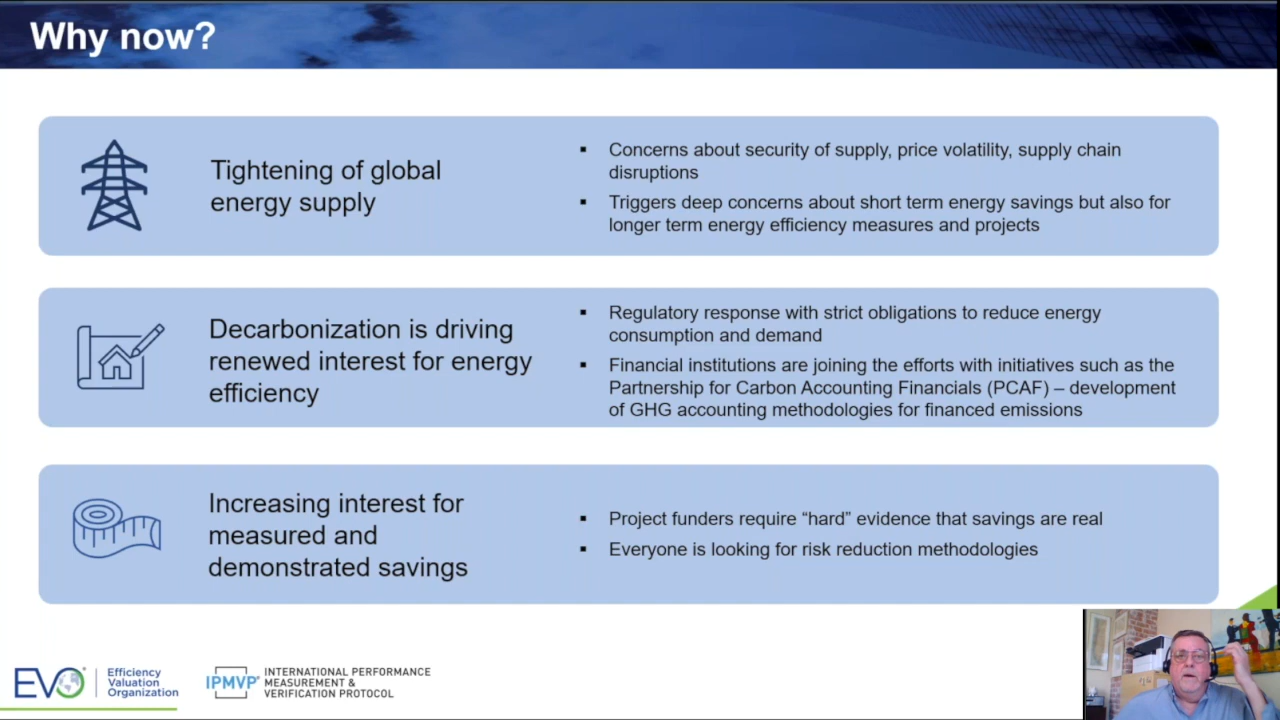 Why now?
Tightening of global
energy supply
▪ Concerns about security of supply, price volatility, supply chain
disruptions
▪ Triggers deep concerns about short term energy savings but also for
longer term energy efficiency measures and projects
Decarbonization is driving
renewed interest for energy
efficiency
▪ Regulatory response with strict obligations to reduce energy
consumption and demand
▪ Financial institutions are joining the efforts with initiatives such as the
Partnership for Carbon Accounting Financials (PCAF) – development
of GHG accounting methodologies for financed emissions
Increasing interest for
measured and
demonstrated savings
▪ Project funders require “hard” evidence that savings are real
▪ Everyone is looking for risk reduction methodologies
EVO®
Efficiency
Valuation
Organization
IPMVP®
INTERNATIONAL PERFORMANCE
MEASUREMENT &
VERIFICATION PROTOCOL